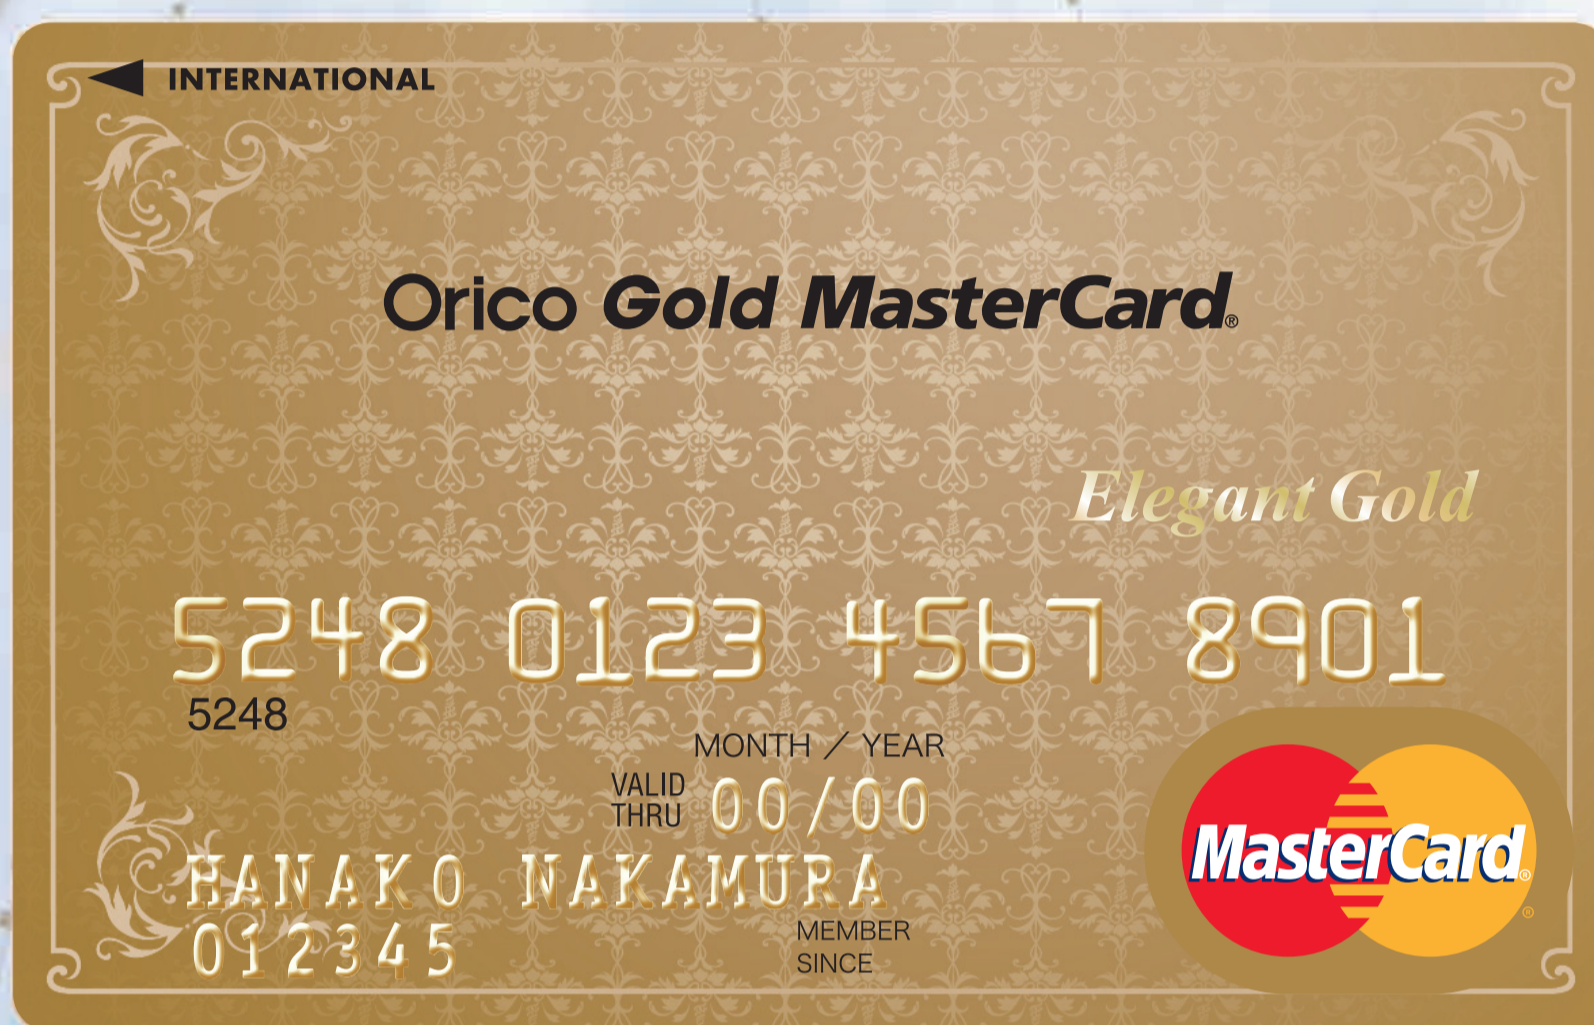 INTERNATIONAL
Orico Gold MasterCard®
Elegant Gold
5248 0123 4567 8901
5248
MONTH / YEAR
VALID
THRU 00/00
HANAKO NAKAMURA
012345
MEMBER
SINCE
MasterCard®
®